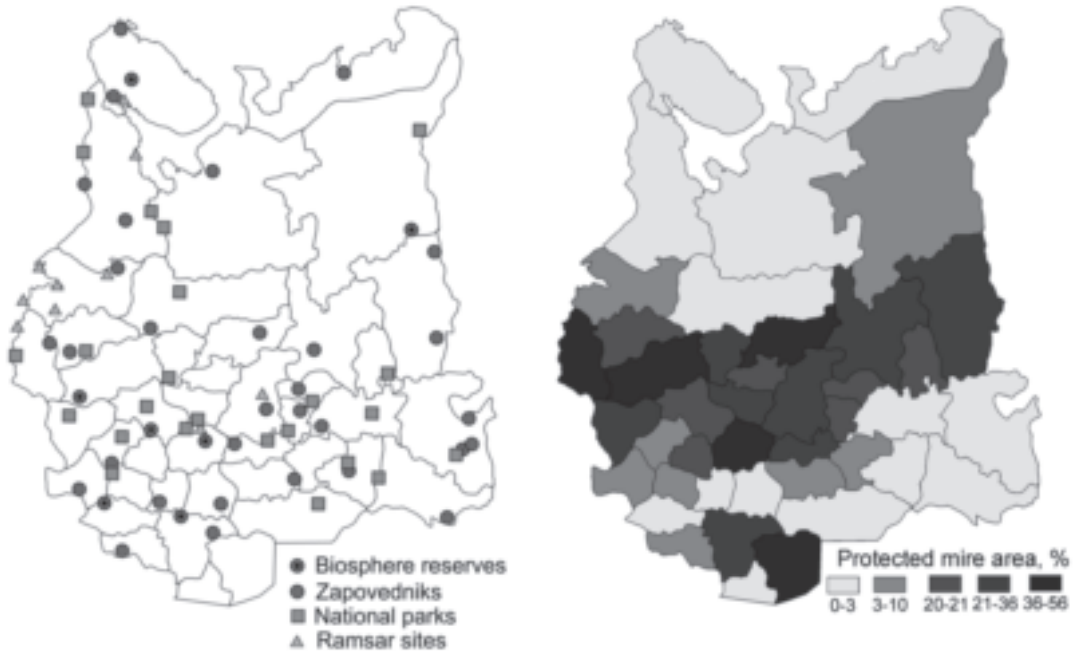 Biosphere reserves
Zapovedniks
National parks
Ramsar sites
Protected mire area, %
0-3 3-10 20-21 21-36 36-56